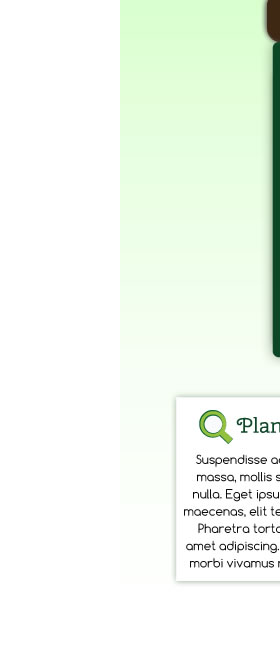 Plan
Suspendisse a
massa, mollis s
nulla. Eget ipsu
maecenas, elit te
Pharetra torto
amet adipiscing.
morbi vivamus